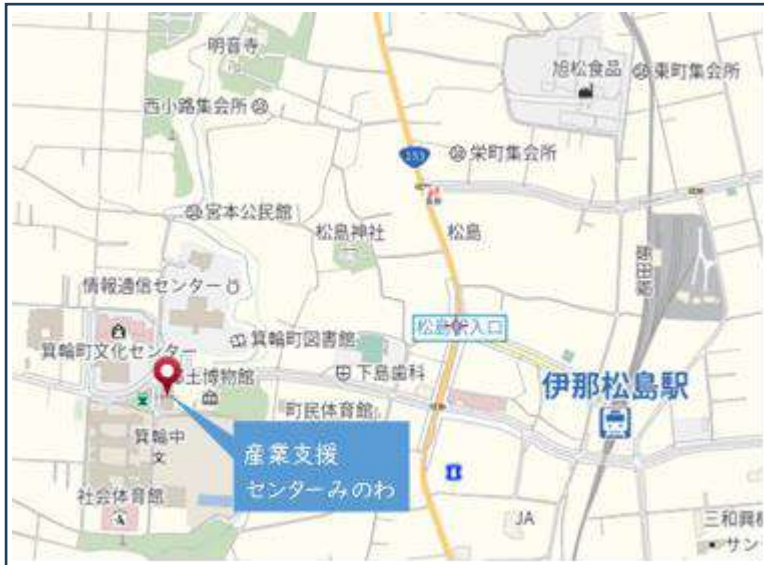 明音寺
旭松食品
東町集会所
西小路集会所
153
栄町集会所
宮本公民館
松島神社
松島
情報通信センター
飯田線
松島駅入口
箕輪町図書館
箕輪町文化センター
土博物館
下島歯科
伊那松島駅
町民体育館
箕輪中
文
産業支援
センターみのわ
社会体育館
JA
三和興
サン